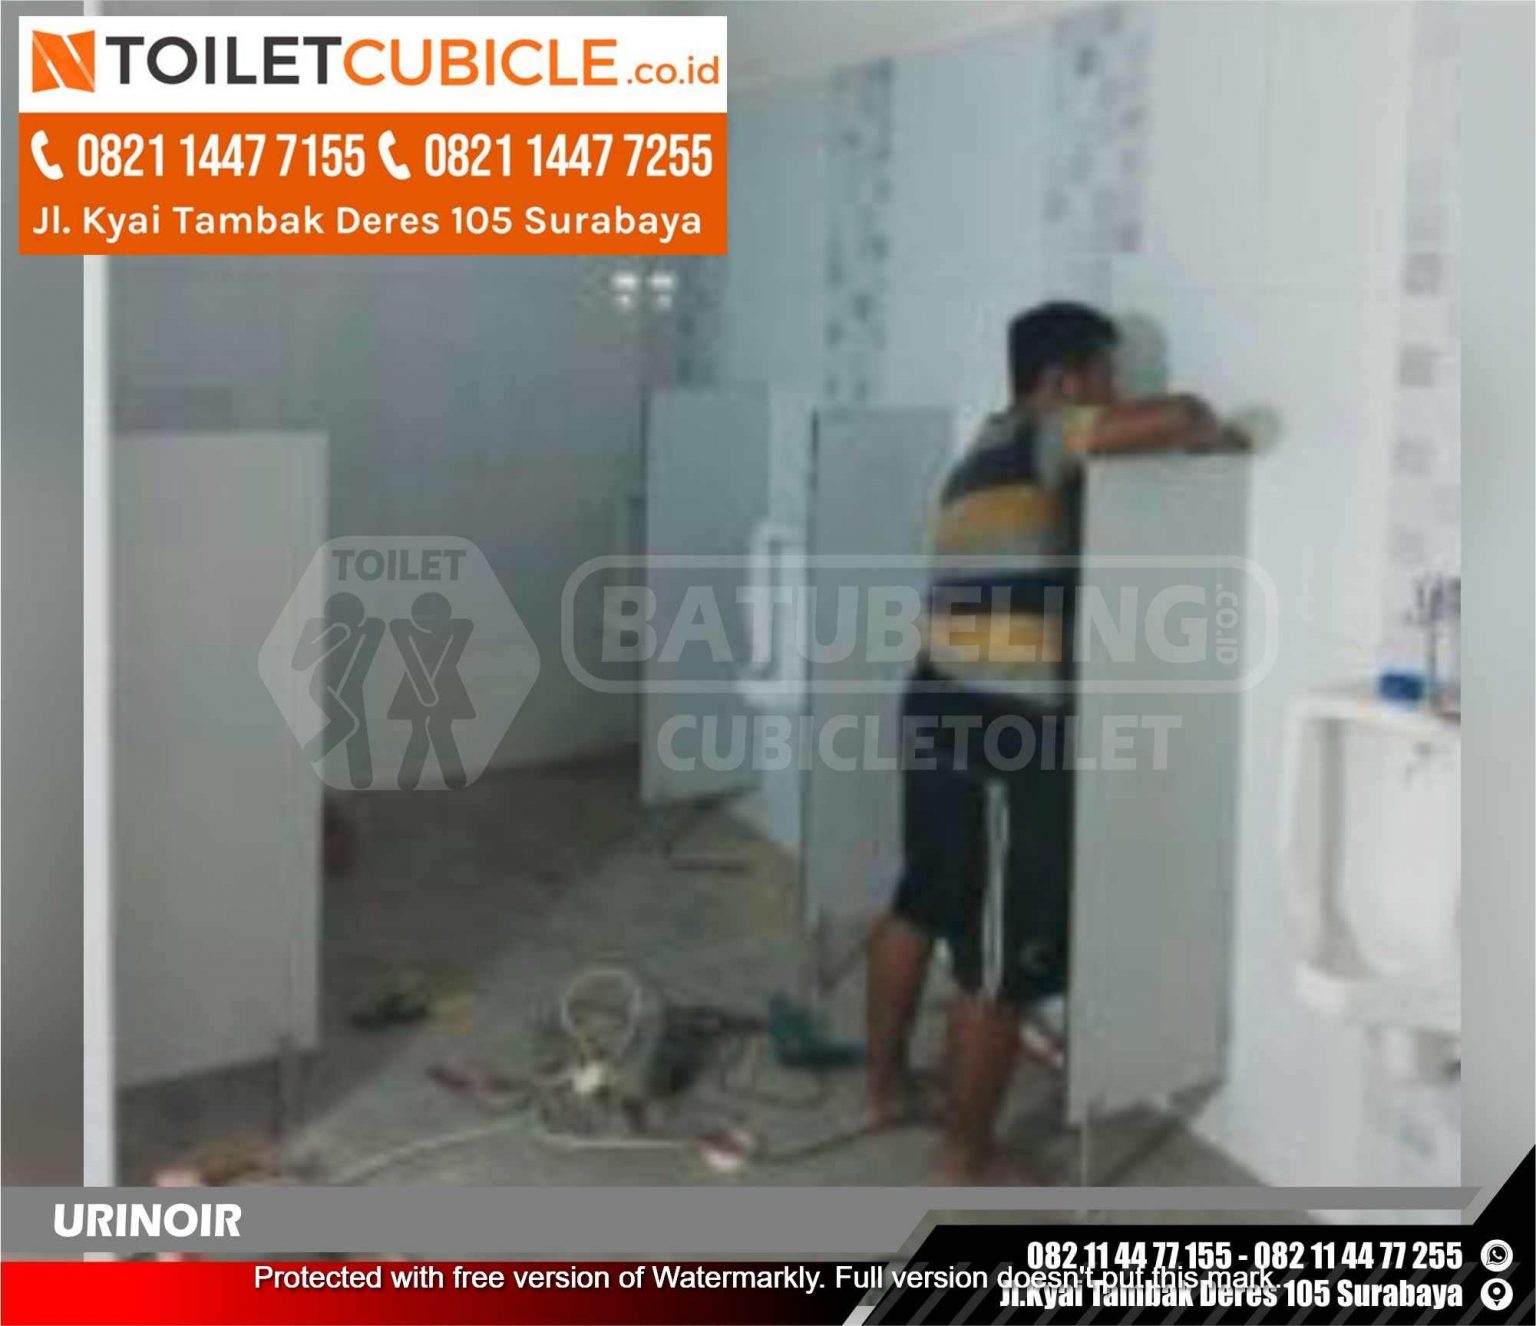 TOILETCUBICLE.co.id
0821 1447 7155 0821 1447 7255
Jl. Kyai Tambak Deres 105 Surabaya
TOILET
BATUBELING.CO.ID
CUBICLETOILET
URINOIR
082 11 44 77 155 - 082 11 44 77 255
Protected with free version of Watermarkly. Full version doesn't put this mark.
Jl.Kyai Tambak Deres 105 Surabaya